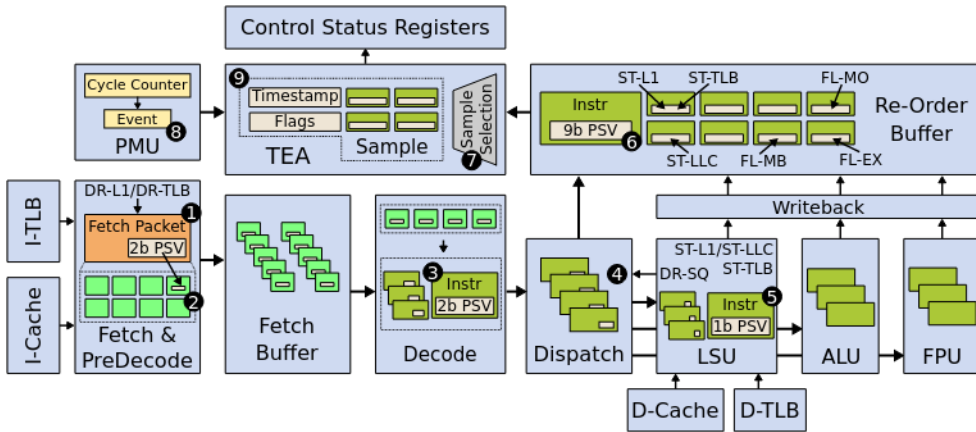 Control Status Registers
Cycle Counter
Event
8
PMU
9
Timestamp
Flags
TEA
Sample
Sample
Selection
7
ST-L1
ST-TLB
FL-MO
Instr
9b PSV
6
Re-Order
Buffer
ST-LLC
FL-MB
FL-EX
I-TLB
I-Cache
DR-L1/DR-TLB
1
Fetch Packet
2b PSV
2
Fetch &
PreDecode
Fetch
Buffer
3
Instr
2b PSV
Decode
4
Dispatch
Writeback
ST-L1/ST-LLC
ST-TLB
DR-SQ
Instr
5
1b PSV
LSU
ALU
FPU
D-Cache
D-TLB